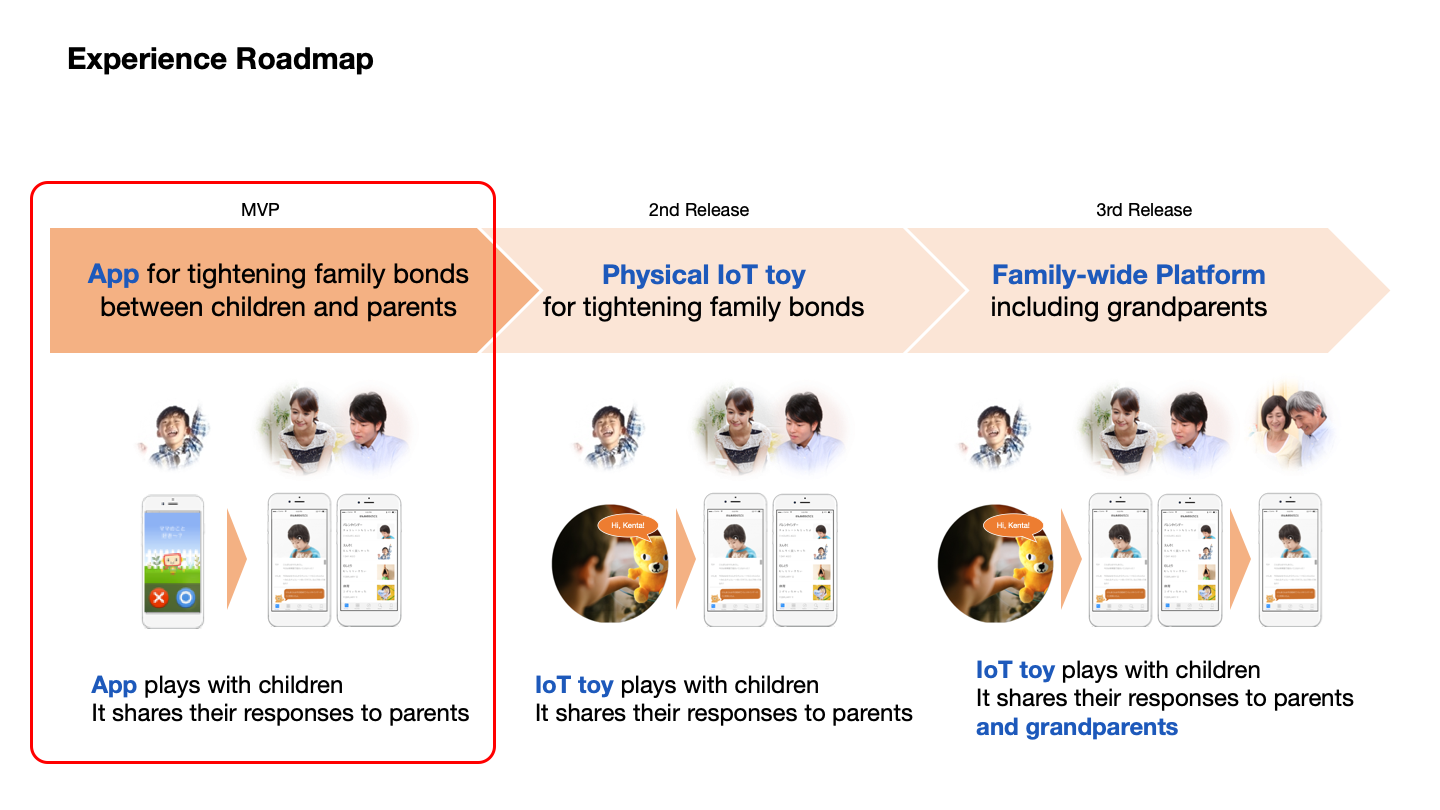 Experience Roadmap
MVP
2nd Release
3rd Release
App for tightening family bonds
between children and parents
Physical IoT toy
for tightening family bonds
Family-wide Platform
including grandparents
Hi, Kenta!
Hi, Kenta!
App plays with children
It shares their responses to parents
IoT toy plays with children
It shares their responses to parents
IoT toy plays with children
It shares their responses to parents
and grandparents